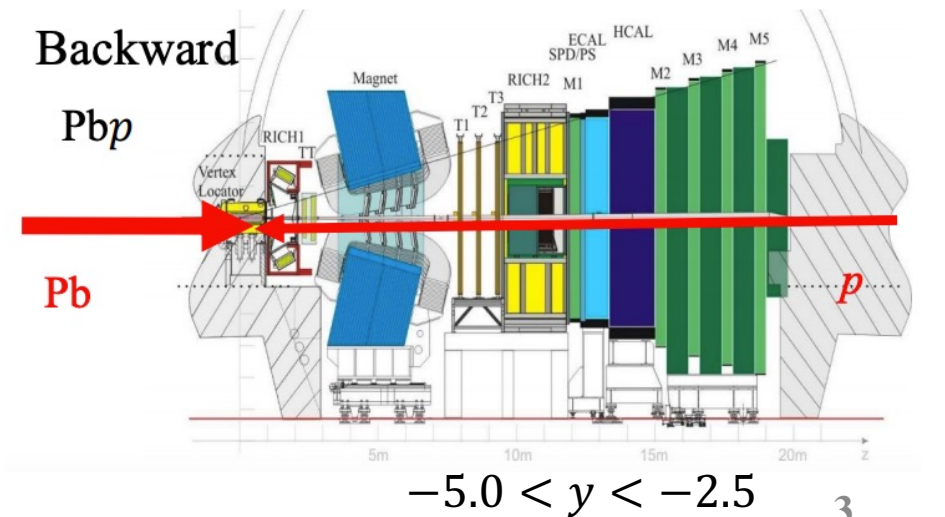 Backward
Pbp
Pb
p
Vertex
Locator
RICH1
TT
Magnet
T1
T2
T3
RICH2
M1
SPD/PS
ECAL
HCAL
M2
M3
M4
M5
5m
10m
15m
20m
z
−5.0 < y < −2.5
3